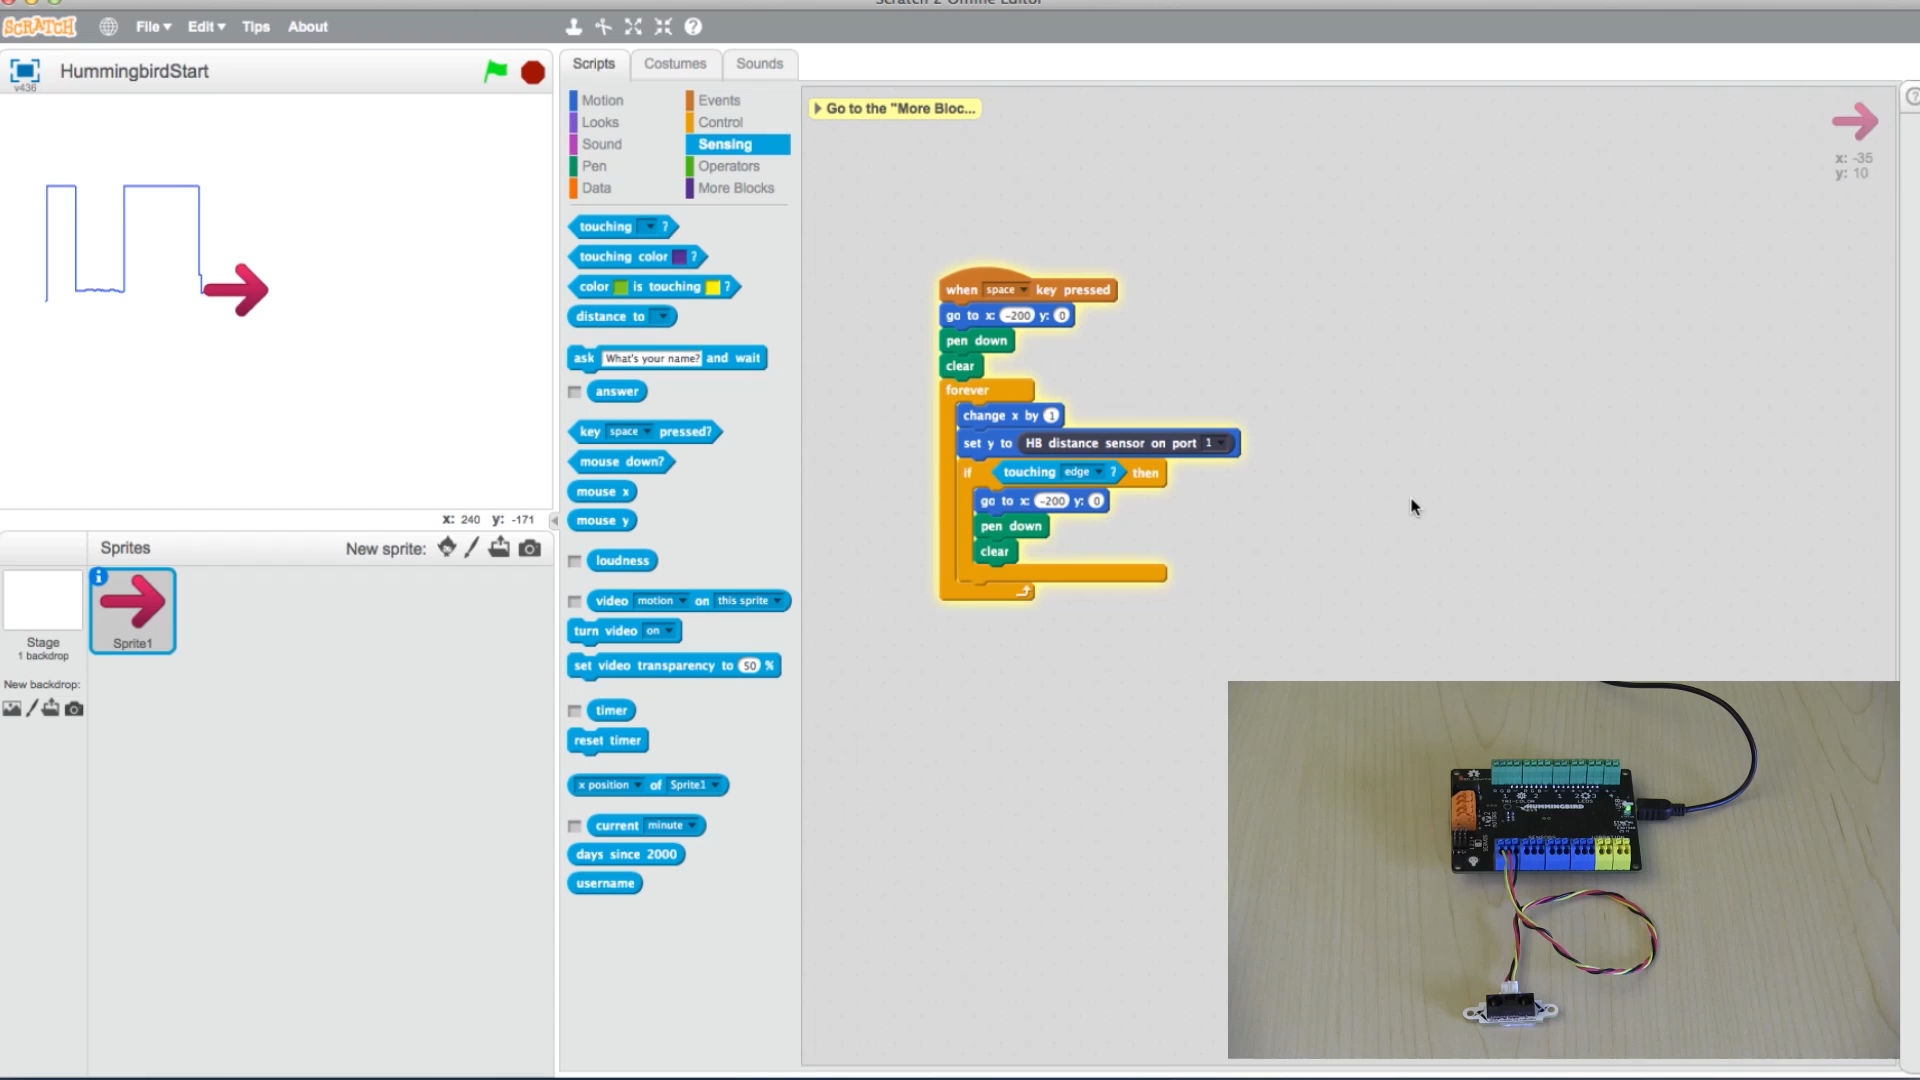 Scratch 2 Offline Editor
SCRATCH File Edit Tips About
HummingbirdStart
v436
x: 240 y: -171
Sprites New sprite:
Stage
1 backdrop
New backdrop:
Sprite1
Scripts Costumes Sounds
Motion Events
Looks Control
Sound Sensing
Pen Operators
Data More Blocks
touching ?
touching color ?
color is touching ?
distance to
ask What's your name? and wait
answer
key space pressed?
mouse down?
mouse x
mouse y
loudness
video motion on this sprite
turn video on
set video transparency to 50 %
timer
reset timer
x position of Sprite1
current minute
days since 2000
username
Go to the "More Bloc...
x: -35
y: 10
when space key pressed
go to x: -200 y: 0
pen down
clear
forever
change x by 1
set y to HB distance sensor on port 1
if touching edge ? then
go to x: -200 y: 0
pen down
clear
HUMMINGBIRD